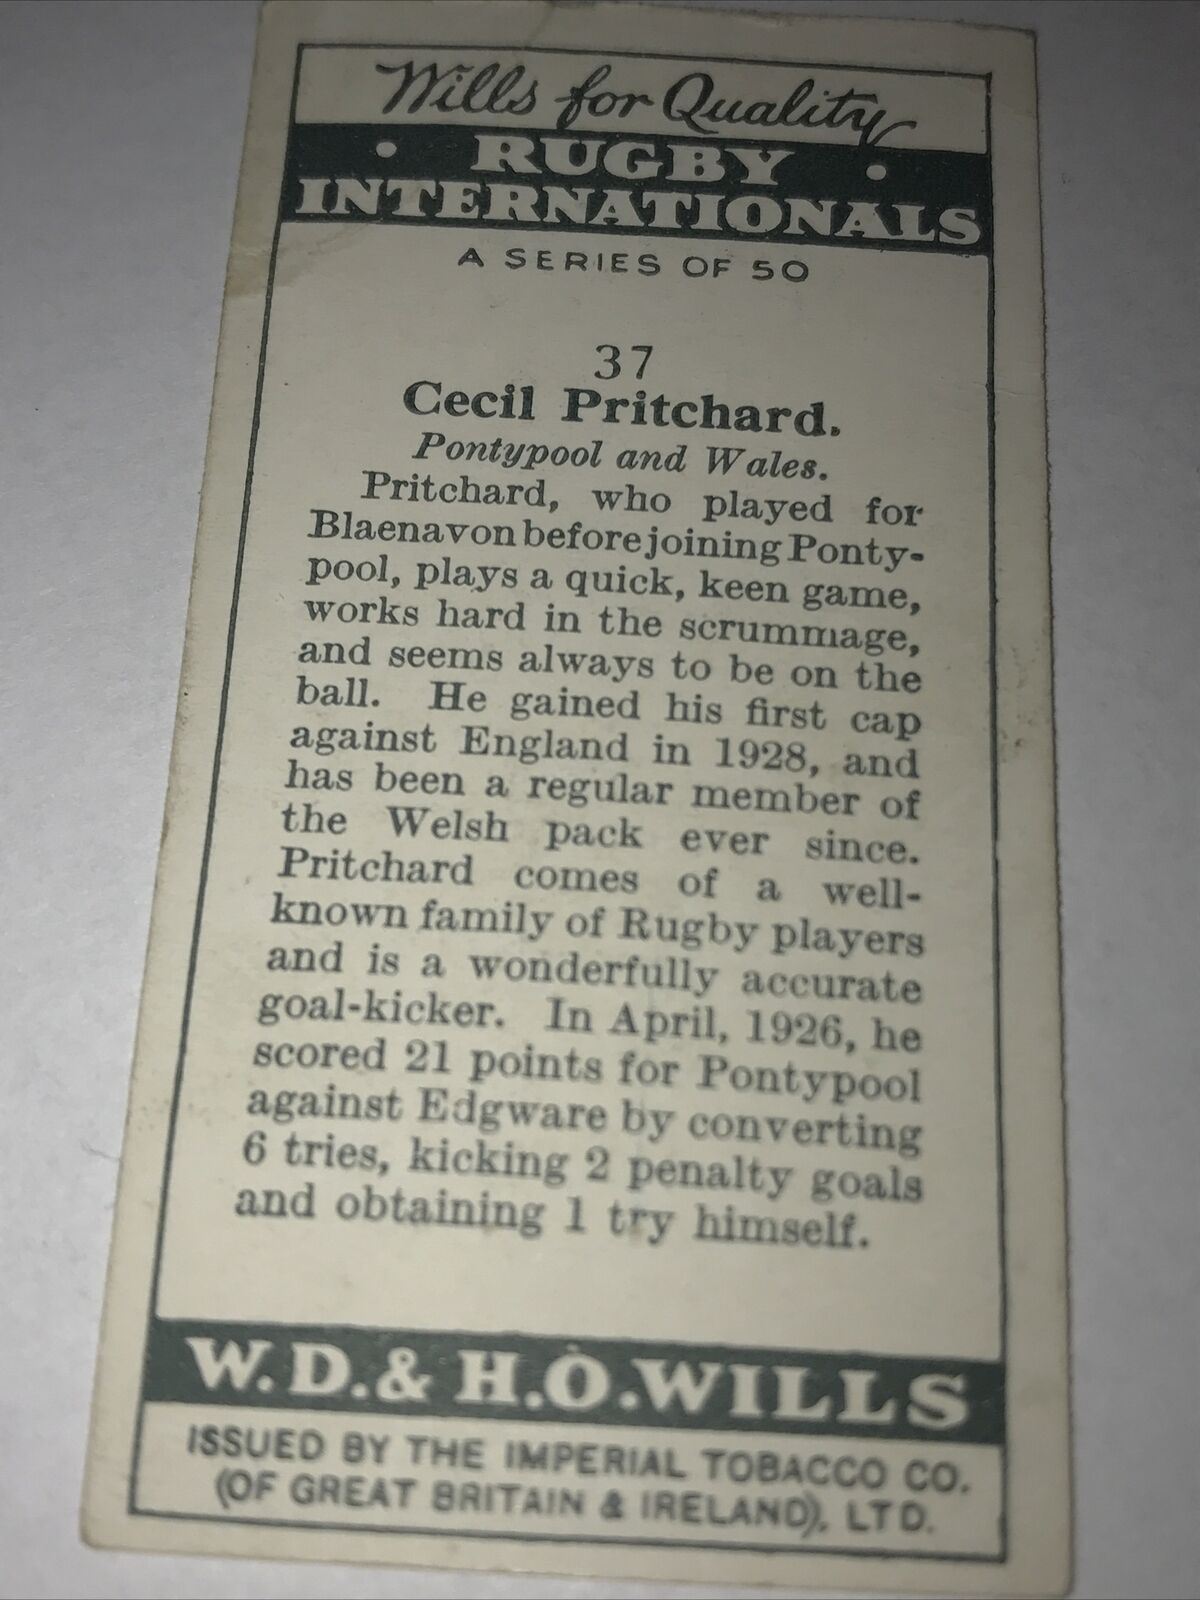 Wills for Quality
• RUGBY •
INTERNATIONALS
A SERIES OF 50
37
Cecil Pritchard.
Pontypool and Wales.
Pritchard, who played for
Blaenavon before joining Ponty-
pool, plays a quick, keen game,
works hard in the scrummage,
and seems always to be on the
ball. He gained his first cap
against England in 1928, and
has been a regular member of
the Welsh pack ever since.
Pritchard comes of a well-
known family of Rugby players
and is a wonderfully accurate
goal-kicker. In April, 1926, he
scored 21 points for Pontypool
against Edgware by converting
6 tries, kicking 2 penalty goals
and obtaining 1 try himself.
W.D.& H.O.WILLS
ISSUED BY THE IMPERIAL TOBACCO CO.
(OF GREAT BRITAIN & IRELAND), LTD.